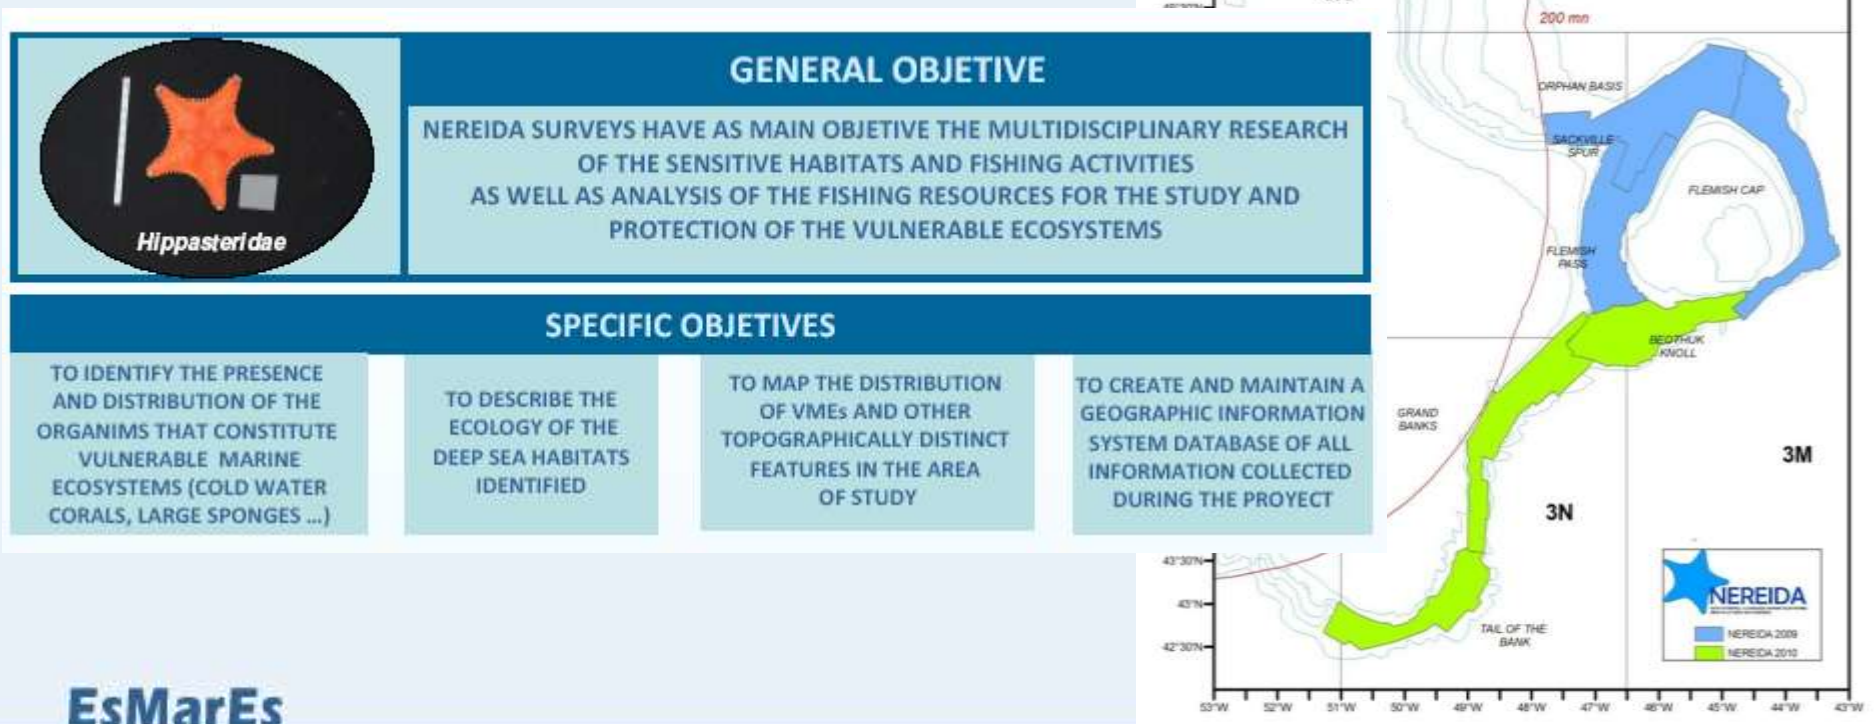 Hippasteridae
GENERAL OBJETIVE
NEREIDA SURVEYS HAVE AS MAIN OBJETIVE THE MULTIDISCIPLINARY RESEARCH
OF THE SENSITIVE HABITATS AND FISHING ACTIVITIES
AS WELL AS ANALYSIS OF THE FISHING RESOURCES FOR THE STUDY AND
PROTECTION OF THE VULNERABLE ECOSYSTEMS
SPECIFIC OBJETIVES
TO IDENTIFY THE PRESENCE
AND DISTRIBUTION OF THE
ORGANIMS THAT CONSTITUTE
VULNERABLE MARINE
ECOSYSTEMS (COLD WATER
CORALS, LARGE SPONGES ...)
TO DESCRIBE THE
ECOLOGY OF THE
DEEP SEA HABITATS
IDENTIFIED
TO MAP THE DISTRIBUTION
OF VMEs AND OTHER
TOPOGRAPHICALLY DISTINCT
FEATURES IN THE AREA
OF STUDY
TO CREATE AND MAINTAIN A
GEOGRAPHIC INFORMATION
SYSTEM DATABASE OF ALL
INFORMATION COLLECTED
DURING THE PROYECT
200 mn
ORPHAN BASIS
SACKVILLE
SPUR
FLEMISH CAP
FLEMISH
PASS
BEOTHUK
KNOLL
GRAND
BANKS
3M
3N
TAIL OF THE
BANK
43°30'N
43°N
42°30'N
NEREIDA
NEREIDA 2009
NEREIDA 2010
53°W 52°W 51°W 50°W 49°W 48°W 47°W 46°W 45°W 44°W 43°W
EsMarEs